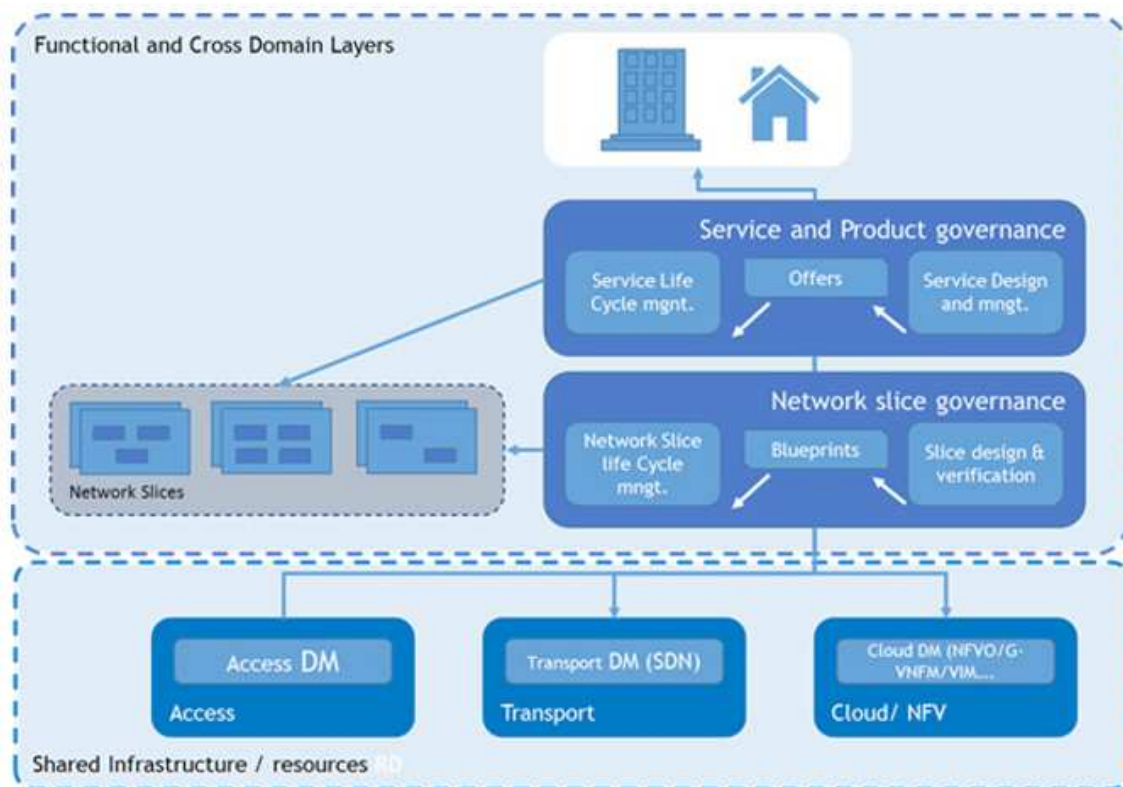 Functional and Cross Domain Layers
Service and Product governance
Service Life
Cycle mgnt.
Offers
Service Design
and mngt.
Network slice governance
Network Slice
life Cycle
mngt.
Blueprints
Slice design &
verification
Network Slices
Access DM
Access
Transport DM (SDN)
Transport
Cloud DM (NFVO/G-
VNFM/VIM...
Cloud/ NFV
Shared Infrastructure / resources RD